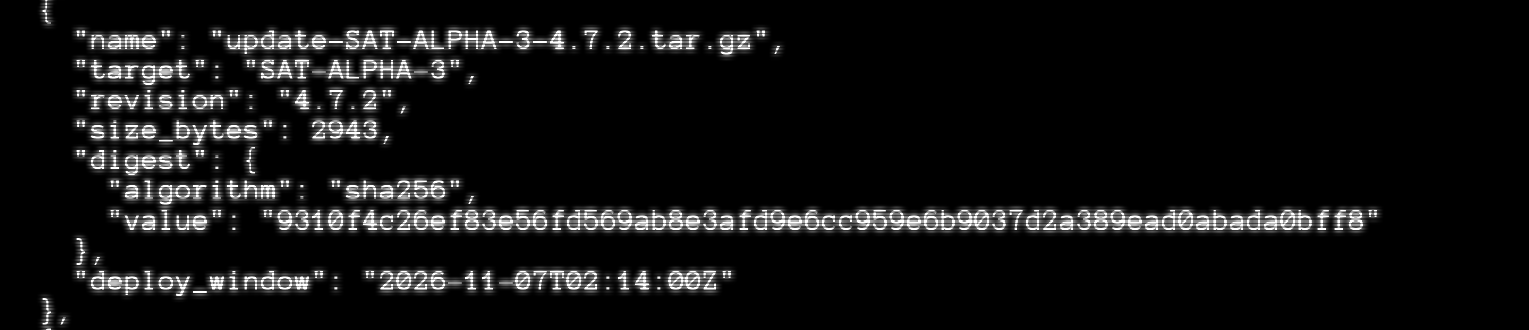 {
"name": "update-SAT-ALPHA-3-4.7.2.tar.gz",
"target": "SAT-ALPHA-3",
"revision": "4.7.2",
"size_bytes": 2943,
"digest": {
"algorithm": "sha256",
"value": "9310f4c26ef83e56fd569ab8e3afd9e6cc959e6b9037d2a389ead0abada0bff8"
},
"deploy_window": "2026-11-07T02:14:00Z"
},